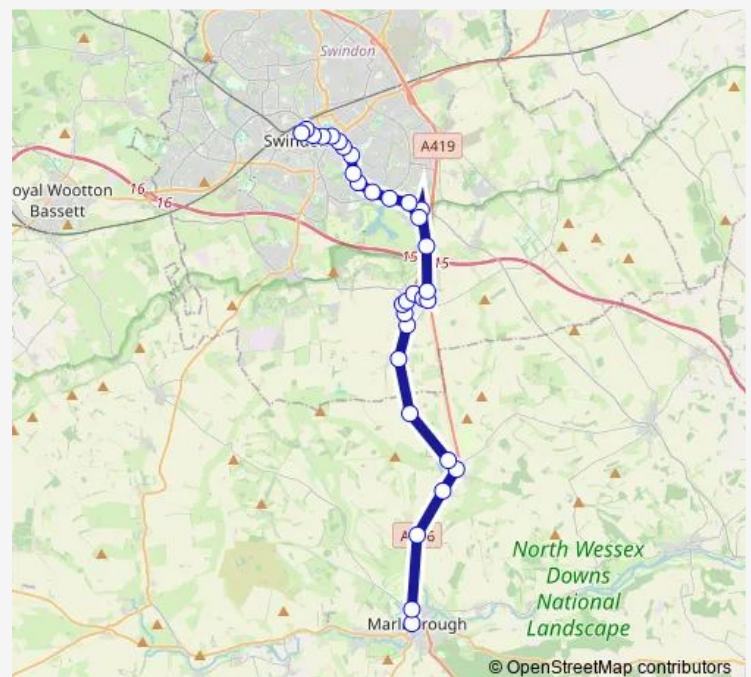 Swindon
A419
16
16
oyal Wootton
Bassett
15
15
North Wessex
Downs
National
Landscape
© OpenStreetMap contributors